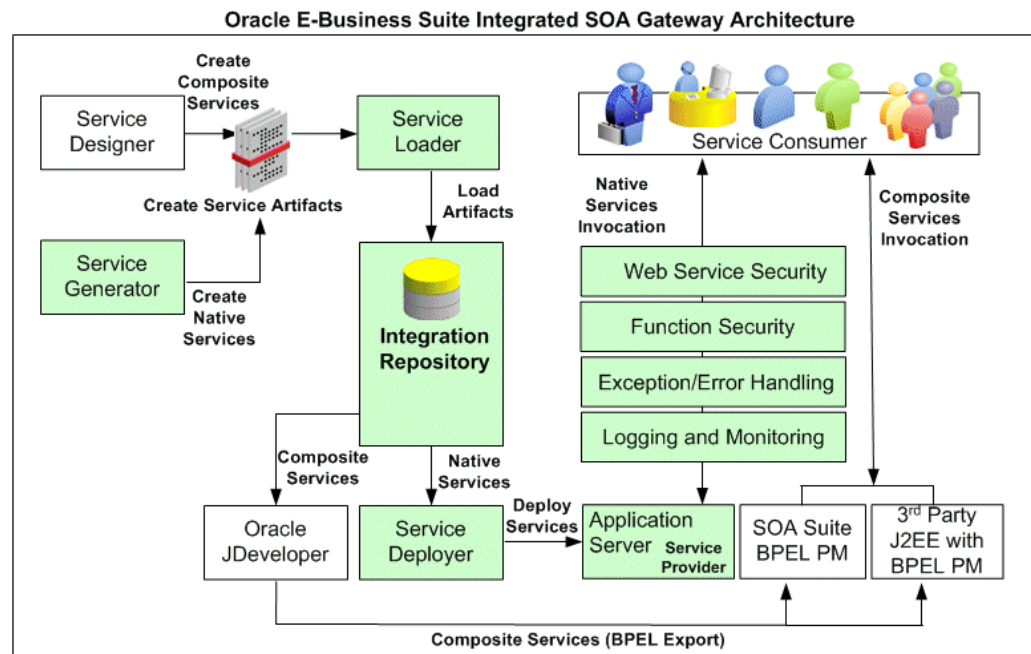 Oracle E-Business Suite Integrated SOA Gateway Architecture
Create
Composite
Services
Service
Designer
Service
Loader
Create Service Artifacts
Load
Artifacts
Service
Generator
Create
Native
Services
Integration
Repository
Composite
Services
Native
Services
Oracle
JDeveloper
Service
Deployer
Deploy
Services
Service Consumer
Native
Services
Invocation
Composite
Services
Invocation
Web Service Security
Function Security
Exception/Error Handling
Logging and Monitoring
Application
Server
Service
Provider
SOA Suite
BPEL PM
3rd Party
J2EE with
BPEL PM
Composite Services (BPEL Export)